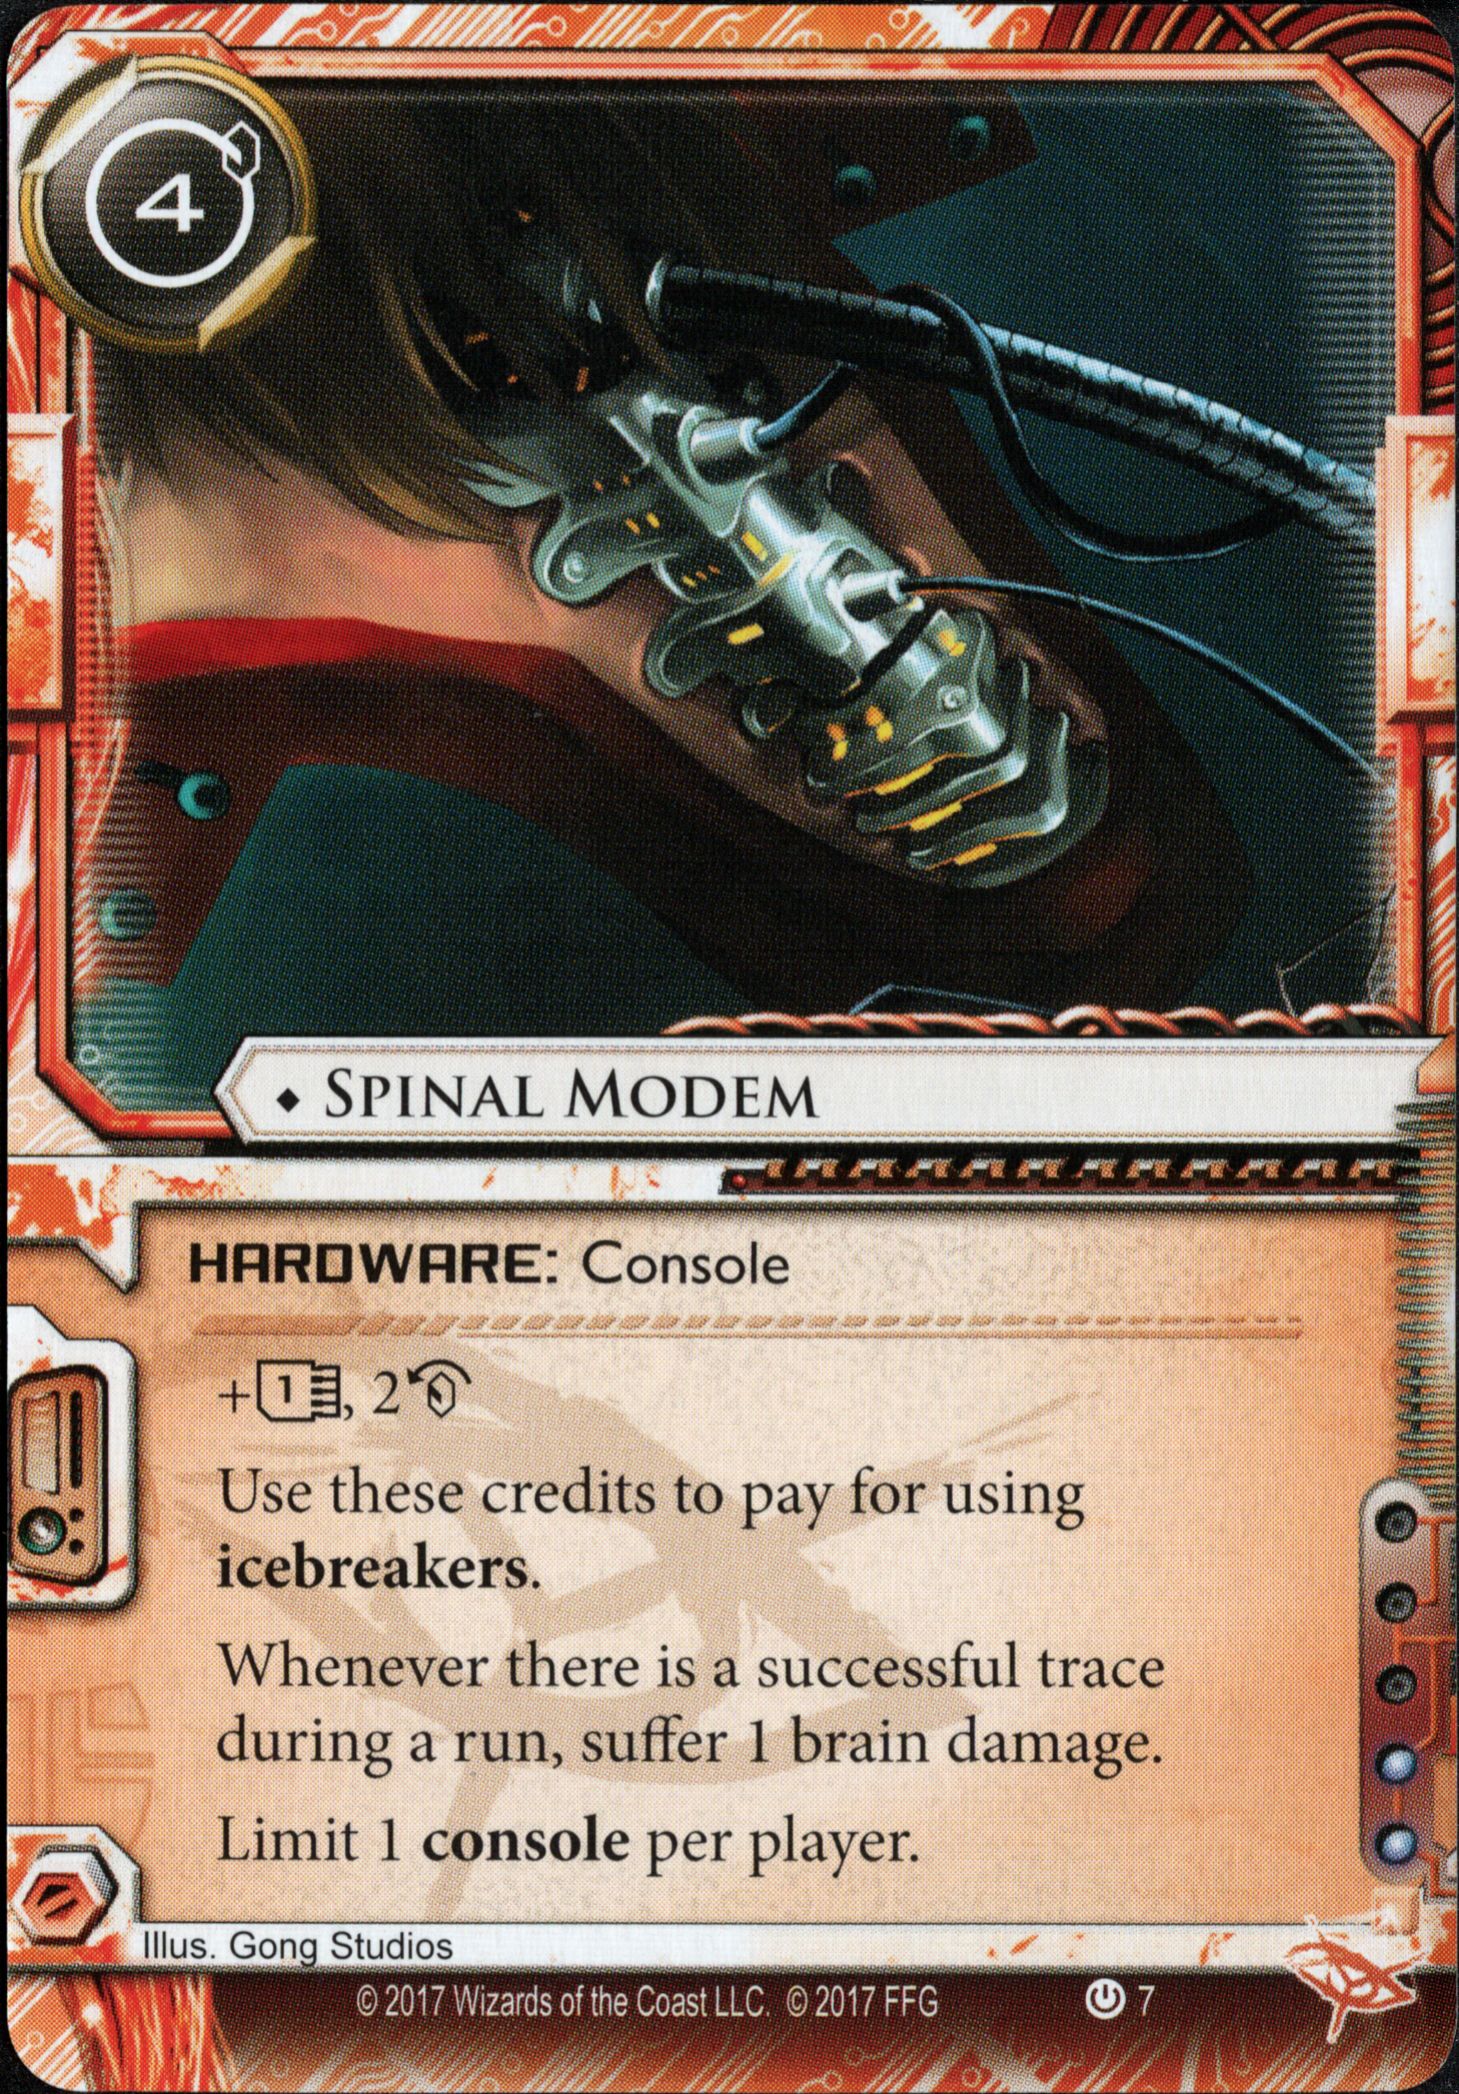 4
◆ SPINAL MODEM
HARDWARE: Console
+1, 2
Use these credits to pay for using
icebreakers.
Whenever there is a successful trace
during a run, suffer 1 brain damage.
Limit 1 console per player.
Illus. Gong Studios
© 2017 Wizards of the Coast LLC. © 2017 FFG 7